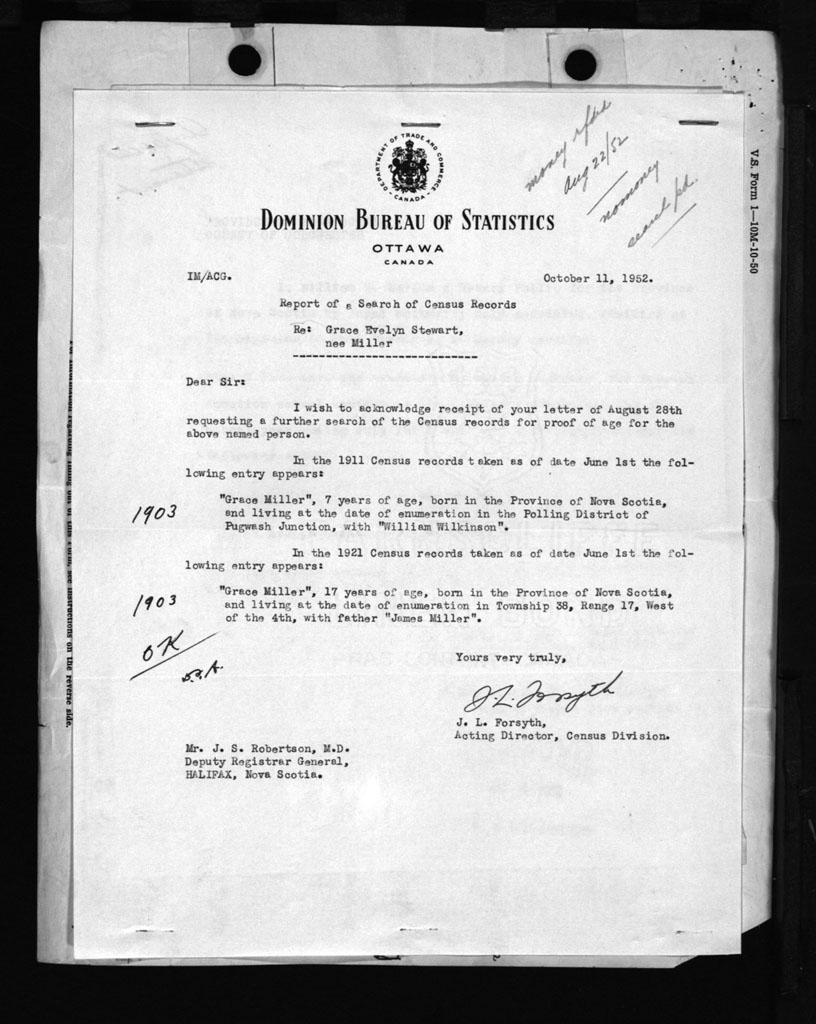 money rfdd
Aug 22/52
no money
search pd.
V.S. Form 1—10M-10-50
DEPARTMENT OF TRADE AND COMMERCE
CANADA
DOMINION BUREAU OF STATISTICS
OTTAWA
CANADA
IM/ACG.
October 11, 1952.
Report of a Search of Census Records
Re: Grace Evelyn Stewart,
nee Miller
Dear Sir:
I wish to acknowledge receipt of your letter of August 28th
requesting a further search of the Census records for proof of age for the
above named person.
In the 1911 Census records taken as of date June 1st the fol-
lowing entry appears:
1903
"Grace Miller", 7 years of age, born in the Province of Nova Scotia,
and living at the date of enumeration in the Polling District of
Pugwash Junction, with "William Wilkinson".
In the 1921 Census records taken as of date June 1st the fol-
lowing entry appears:
1903
"Grace Miller", 17 years of age, born in the Province of Nova Scotia,
and living at the date of enumeration in Township 38, Range 17, West
of the 4th, with father "James Miller".
OK
Yours very truly,
J. L. Forsyth
J. L. Forsyth,
Acting Director, Census Division.
Mr. J. S. Robertson, M.D.
Deputy Registrar General,
HALIFAX, Nova Scotia.
see instructions on the reverse side.